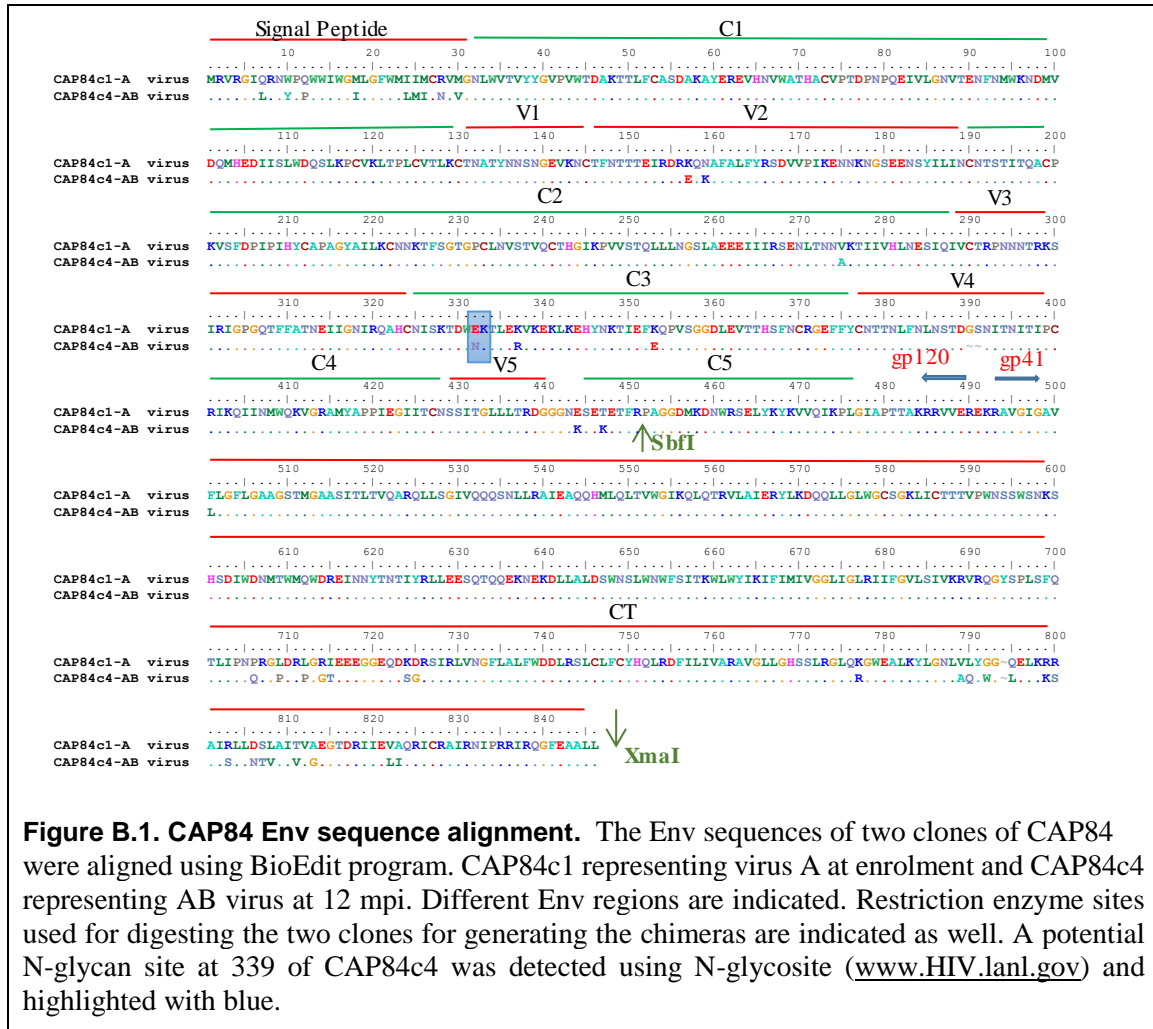 Signal Peptide C1
10 20 30 40 50 60 70 80 90 100
CAP84c1-A virus MRVRGIQRNWPQWWIWGMLGFWMIIMCRVMGNLWVTVYYGVPVWTDAKTTLFCASDAKAYEREVHNVWATHACVPTDPNPQEIVLGNVTENFNMWKNDMV
CAP84c4-AB virus ......L..Y.P.....I.....LMI.N.V......................................................................
V1 V2
110 120 130 140 150 160 170 180 190 200
CAP84c1-A virus DQMHEDIISLWDQSLKPCVKLTPLCVTLKCTNATYNNSNGEVKNCTFNTTTEIRDRKQNAFALFYRSDVVPIKENNKNGSEENSYILINCNTSTITQACP
CAP84c4-AB virus ........................................................E.K.........................................
C2 V3
210 220 230 240 250 260 270 280 290 300
CAP84c1-A virus KVSFDPIPIHYCAPAGYAILKCNNKTFSGTGPCLNVSTVQCTHGIKPVVSTQLLLNGSLAEEEIIIRSENLTNNVKTIIVHLNESIQIVCTRPNNNTRKS
CAP84c4-AB virus ..........................................................................A.........................
C3 V4
310 320 330 340 350 360 370 380 390 400
CAP84c1-A virus IRIGPGQTFFATNEIIGNIRQAHCNISKTDWEKTLEKVKEKLKEHYNKTIEFKQPVSGGDLEVTTHSFNCRGEFFYCNTTNLFNLNSTDGSNITNITIPC
CAP84c4-AB virus ...............................N....R...............E....................................~~.........
C4 V5 C5 gp120 gp41
410 420 430 440 450 460 470 480 490 500
CAP84c1-A virus RIKQIINMWQKVGRAMYAPPIEGIITCNSSITGLLLTRDGGGNESETETFRPAGGDMKDNWRSELYKYKVVQIKPLGIAPTTAKRRVVEREKRAVGIGAV
CAP84c4-AB virus ...........................................K..K.....................................................
SbfI
510 520 530 540 550 560 570 580 590 600
CAP84c1-A virus FLGFLGAAGSTMGAASITLTVQARQLLSGIVQQQSNLLRAIEAQQHMLQLTVWGIKQLQTRVLAIERYLKDQQLLGLWGCSGKLICTTTVPWNSSWSNKS
CAP84c4-AB virus L...................................................................................................
610 620 630 640 650 660 670 680 690 700
CAP84c1-A virus HSDIWDNMTWMQWDREINNYTNTIYRLLEESQTQQEKNEKDLLALDSWNSLWNWFSITKWLWYIKIFIMIVGGLIGLRIIFGVLSIVKRVRQGYSPLSFQ
CAP84c4-AB virus ....................................................................................................
CT
710 720 730 740 750 760 770 780 790 800
CAP84c1-A virus TLIPNPRGLDRLGRIEEEGGEQDKDRSIRLVNGFLALFWDDLRSLCLFCYHQLRDFILIVARAVGLLGHSSLRGLQKGWEALKYLGNLVLYGG~QELKRR
CAP84c4-AB virus .....Q..P..P.GT........SG...................................................R...........AQ.W.~L...KS
810 820 830 840
CAP84c1-A virus AIRLLDSLAITVAEGTDRIIEVAQRICRAIRNIPRRIRQGFEAALL
CAP84c4-AB virus ..S..NTV..V.G........LI.......................
XmaI
Figure B.1. CAP84 Env sequence alignment. The Env sequences of two clones of CAP84
were aligned using BioEdit program. CAP84c1 representing virus A at enrolment and CAP84c4
representing AB virus at 12 mpi. Different Env regions are indicated. Restriction enzyme sites
used for digesting the two clones for generating the chimeras are indicated as well. A potential
N-glycan site at 339 of CAP84c4 was detected using N-glycosite (www.HIV.lanl.gov) and
highlighted with blue.